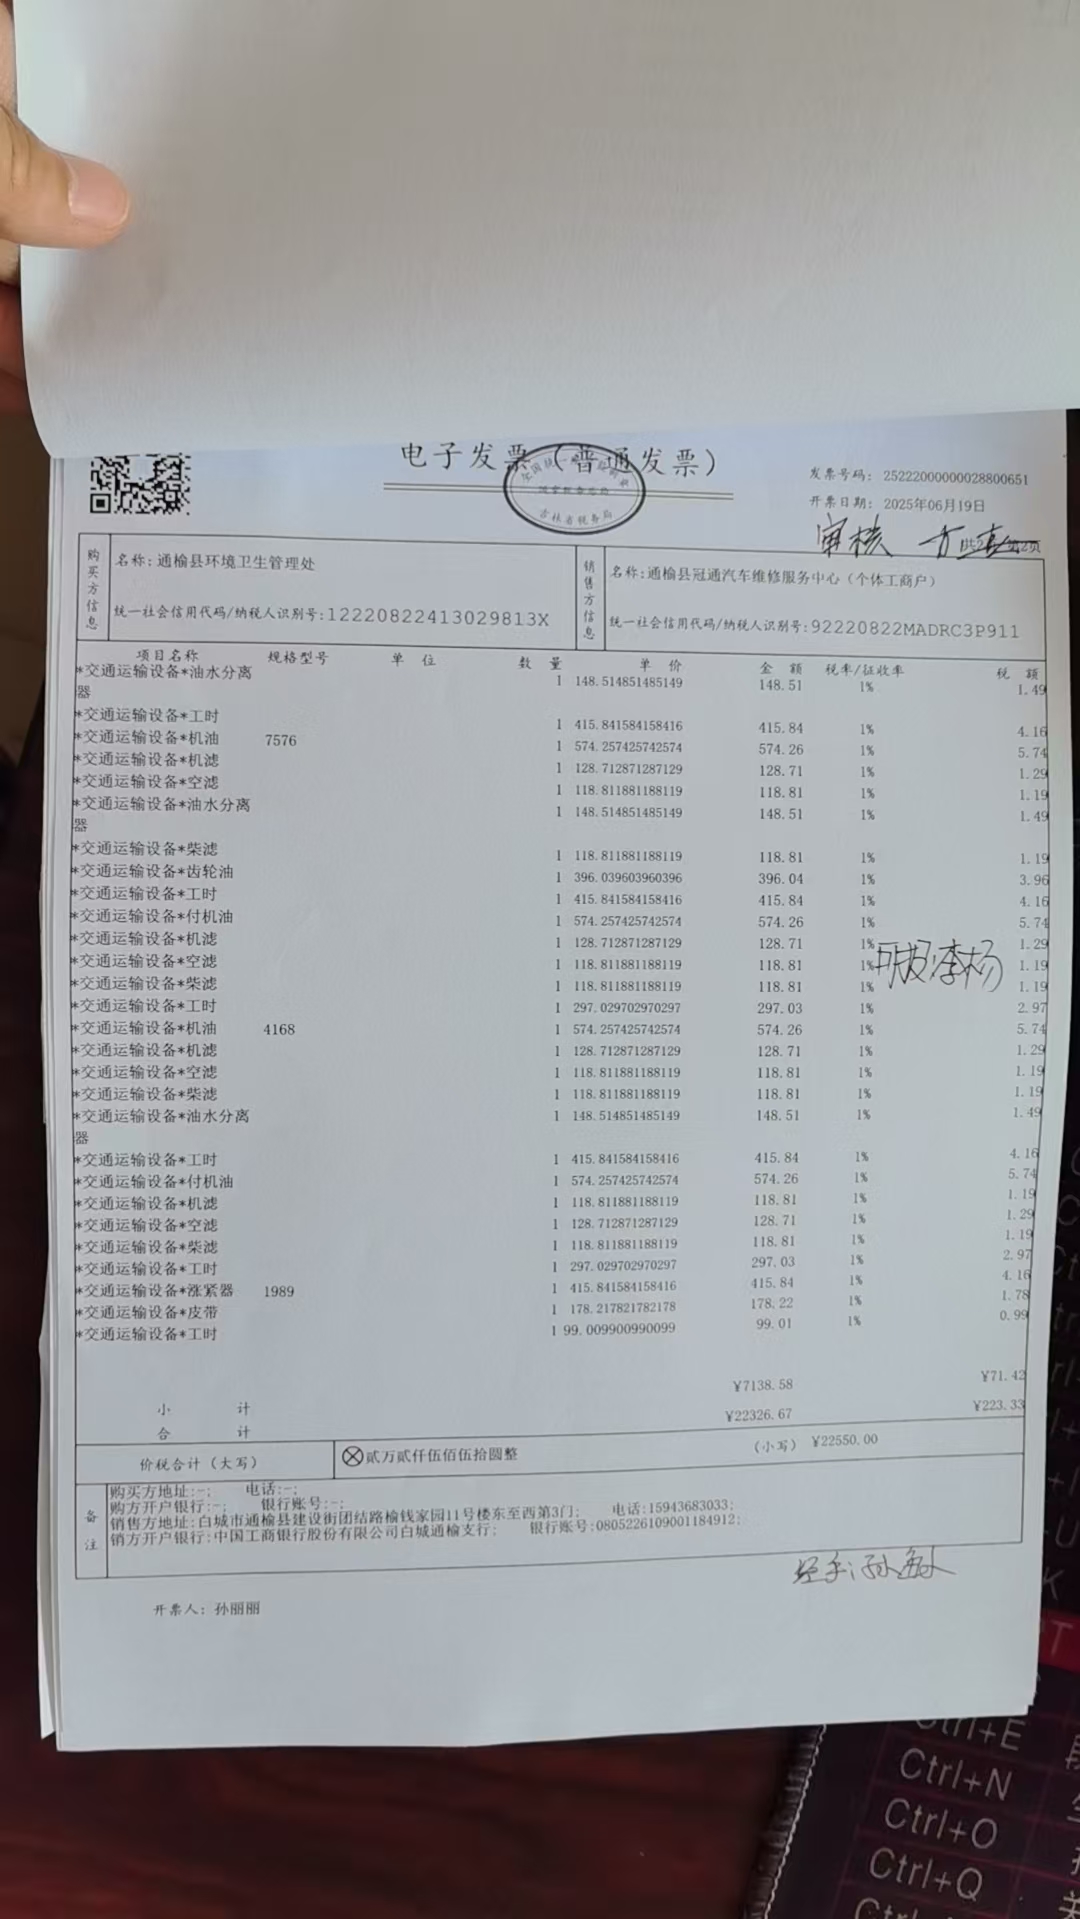 电子发票（普通发票）
吉林省税务局
发票号码：25222000000028800651
开票日期：2025年06月19日
审核
共2页 第2页
购买方信息
名称：通榆县环境卫生管理处
统一社会信用代码/纳税人识别号：12220822413029813X
销售方信息
名称：通榆县冠通汽车维修服务中心（个体工商户）
统一社会信用代码/纳税人识别号：92220822MADRC3P911
项目名称 规格型号 单位 数量 单价 金额 税率/征收率 税额
*交通运输设备*油水分离器 1 148.514851485149 148.51 1% 1.49
*交通运输设备*工时 1 415.841584158416 415.84 1% 4.16
*交通运输设备*机油 7576 1 574.257425742574 574.26 1% 5.74
*交通运输设备*机滤 1 128.712871287129 128.71 1% 1.29
*交通运输设备*空滤 1 118.811881188119 118.81 1% 1.19
*交通运输设备*油水分离器 1 148.514851485149 148.51 1% 1.49
*交通运输设备*柴滤 1 118.811881188119 118.81 1% 1.19
*交通运输设备*齿轮油 1 396.039603960396 396.04 1% 3.96
*交通运输设备*工时 1 415.841584158416 415.84 1% 4.16
*交通运输设备*付机油 1 574.257425742574 574.26 1% 5.74
*交通运输设备*机滤 1 128.712871287129 128.71 1% 1.29
*交通运输设备*空滤 1 118.811881188119 118.81 1% 1.19
*交通运输设备*柴滤 1 118.811881188119 118.81 1% 1.19
*交通运输设备*工时 1 297.029702970297 297.03 1% 2.97
*交通运输设备*机油 4168 1 574.257425742574 574.26 1% 5.74
*交通运输设备*机滤 1 128.712871287129 128.71 1% 1.29
*交通运输设备*空滤 1 118.811881188119 118.81 1% 1.19
*交通运输设备*柴滤 1 118.811881188119 118.81 1% 1.19
*交通运输设备*油水分离器 1 148.514851485149 148.51 1% 1.49
*交通运输设备*工时 1 415.841584158416 415.84 1% 4.16
*交通运输设备*付机油 1 574.257425742574 574.26 1% 5.74
*交通运输设备*机滤 1 118.811881188119 118.81 1% 1.19
*交通运输设备*空滤 1 128.712871287129 128.71 1% 1.29
*交通运输设备*柴滤 1 118.811881188119 118.81 1% 1.19
*交通运输设备*工时 1 297.029702970297 297.03 1% 2.97
*交通运输设备*涨紧器 1989 1 415.841584158416 415.84 1% 4.16
*交通运输设备*皮带 1 178.217821782178 178.22 1% 1.78
*交通运输设备*工时 1 99.009900990099 99.01 1% 0.99
李杨
小计 ¥7138.58 ¥71.42
合计 ¥22326.67 ¥223.33
价税合计（大写） 贰万贰仟伍佰伍拾圆整 （小写）¥22550.00
备注
购买方地址：-； 电话：-；
购方开户银行：-； 银行账号：-；
销售方地址：白城市通榆县建设街团结路榆钱家园11号楼东至西第3门； 电话：15943683033；
销方开户银行：中国工商银行股份有限公司白城通榆支行； 银行账号：0805226109001184912；
经手：孙
开票人：孙丽丽
Ctrl+E
Ctrl+N
Ctrl+O
Ctrl+Q